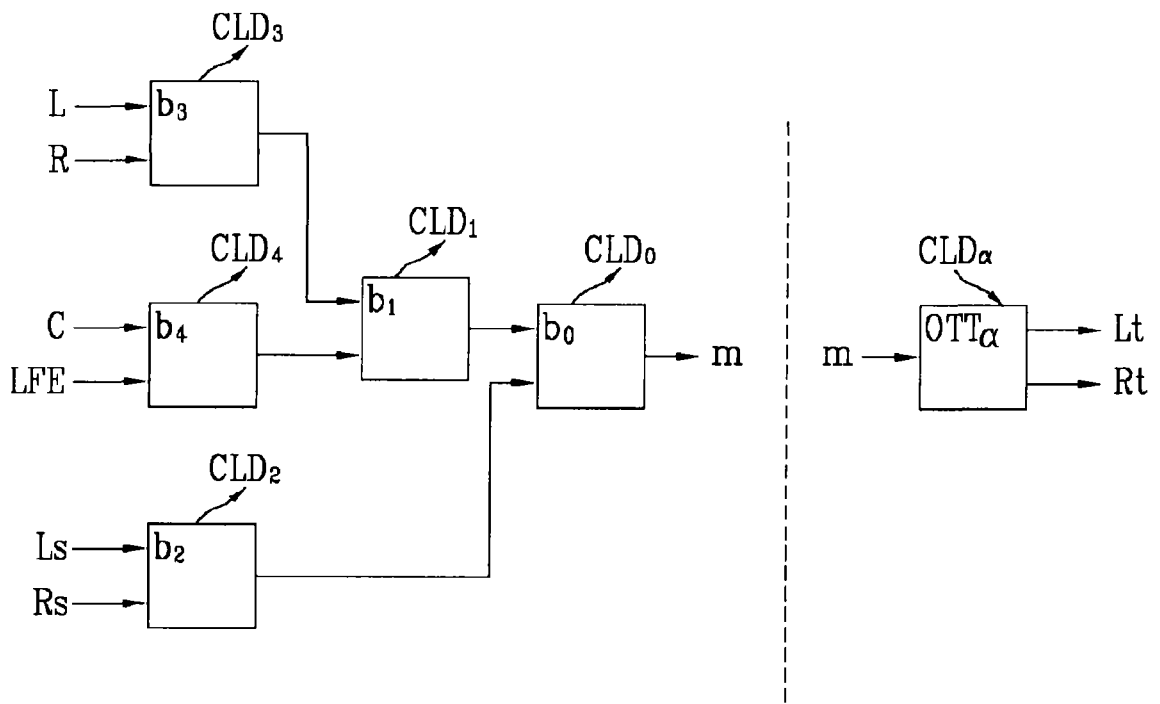 CLD₃
L
b₃
R
CLD₄
CLD₁
CLD₀
CLDα
C
b₄
b₁
b₀
m
m
OTTα
Lt
Rt
LFE
CLD₂
Ls
b₂
Rs